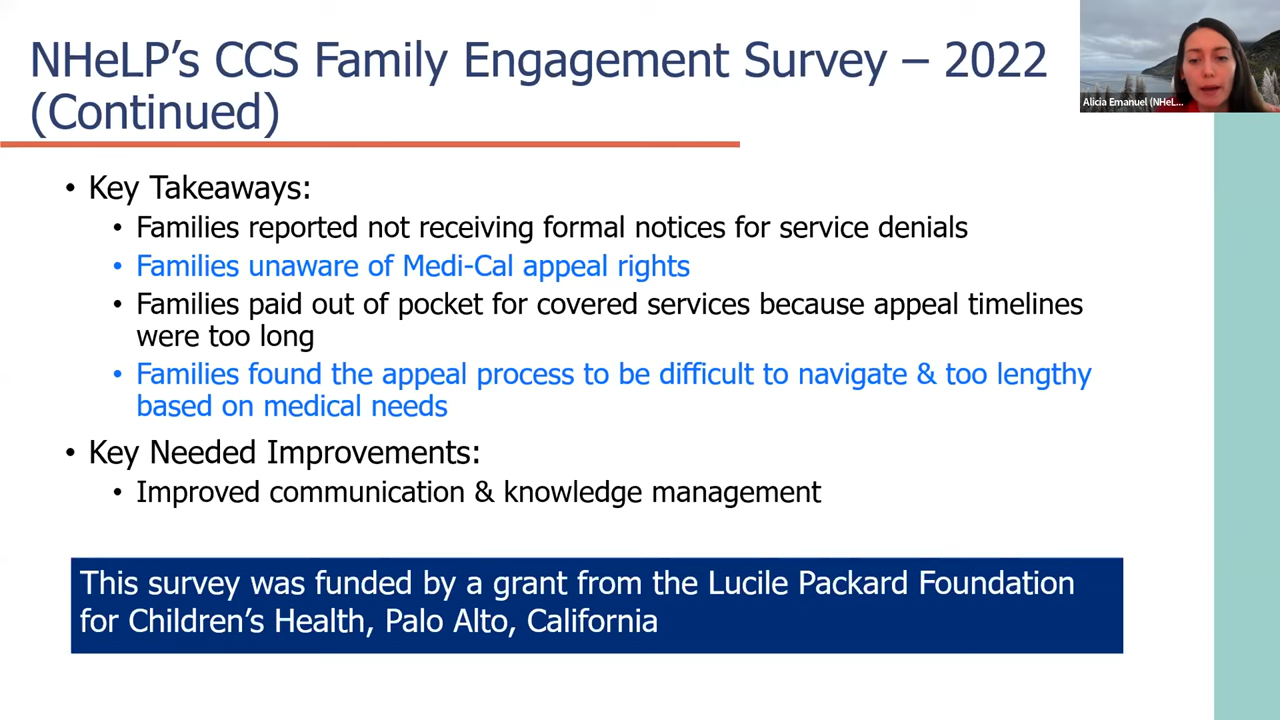 NHeLP’s CCS Family Engagement Survey – 2022
(Continued)
Alicia Emanuel (NHeL...
• Key Takeaways:
• Families reported not receiving formal notices for service denials
• Families unaware of Medi-Cal appeal rights
• Families paid out of pocket for covered services because appeal timelines
were too long
• Families found the appeal process to be difficult to navigate & too lengthy
based on medical needs
• Key Needed Improvements:
• Improved communication & knowledge management
This survey was funded by a grant from the Lucile Packard Foundation
for Children’s Health, Palo Alto, California